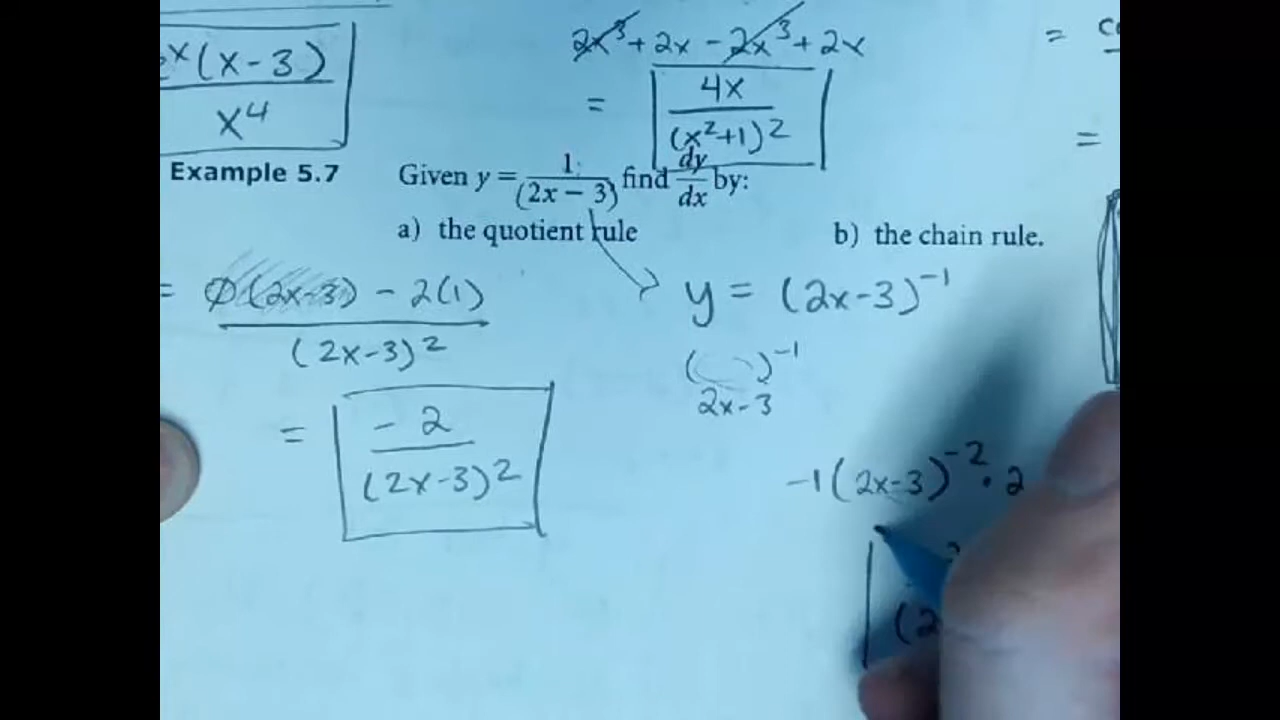 2x³ + 2x - 2x³ + 2x
eˣ(x-3)
x⁴
= 4x
(x²+1)²
=
=
Example 5.7 Given y = 1/(2x - 3) find dy/dx by:
a) the quotient rule b) the chain rule.
= 0(2x-3) - 2(1)
(2x-3)²
= -2
(2x-3)²
y = (2x-3)⁻¹
( )⁻¹
2x-3
-1(2x-3)⁻² · 2
(2